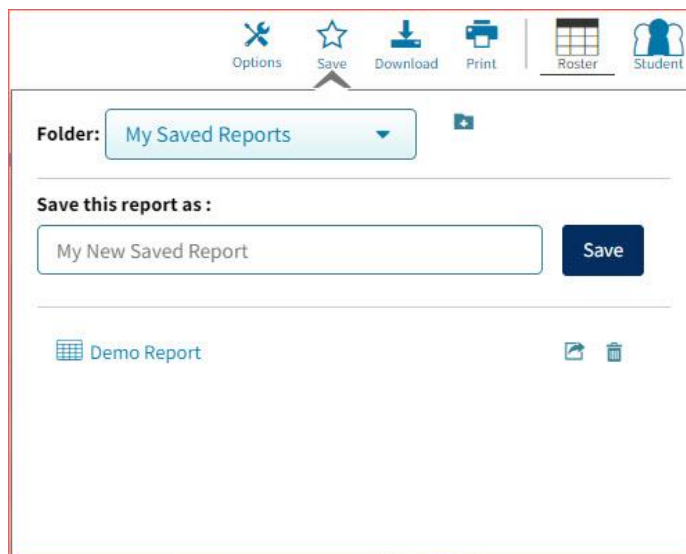 Options Save Download Print Roster Student
Folder: My Saved Reports
Save this report as :
My New Saved Report Save
Demo Report